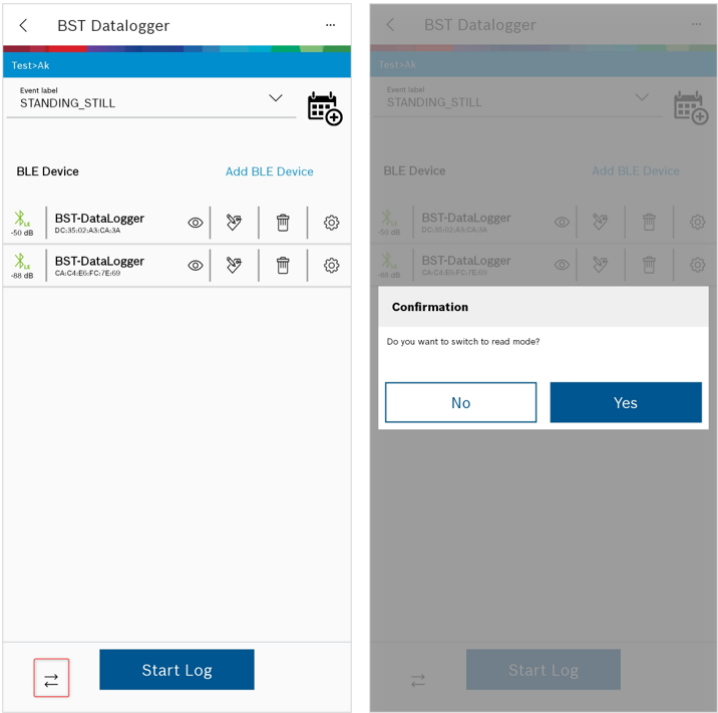 BST Datalogger
Test>Ak
Event label
STANDING_STILL
BLE Device
Add BLE Device
LE
-50 dB
BST-DataLogger
DC:35:02:A3:CA:3A
LE
-88 dB
BST-DataLogger
CA:C4:E6:FC:7E:69
Start Log
BST Datalogger
Test>Ak
Event label
STANDING_STILL
BLE Device
Add BLE Device
LE
-50 dB
BST-DataLogger
DC:35:02:A3:CA:3A
LE
-88 dB
BST-DataLogger
CA:C4:E6:FC:7E:69
Confirmation
Do you want to switch to read mode?
No
Yes
Start Log